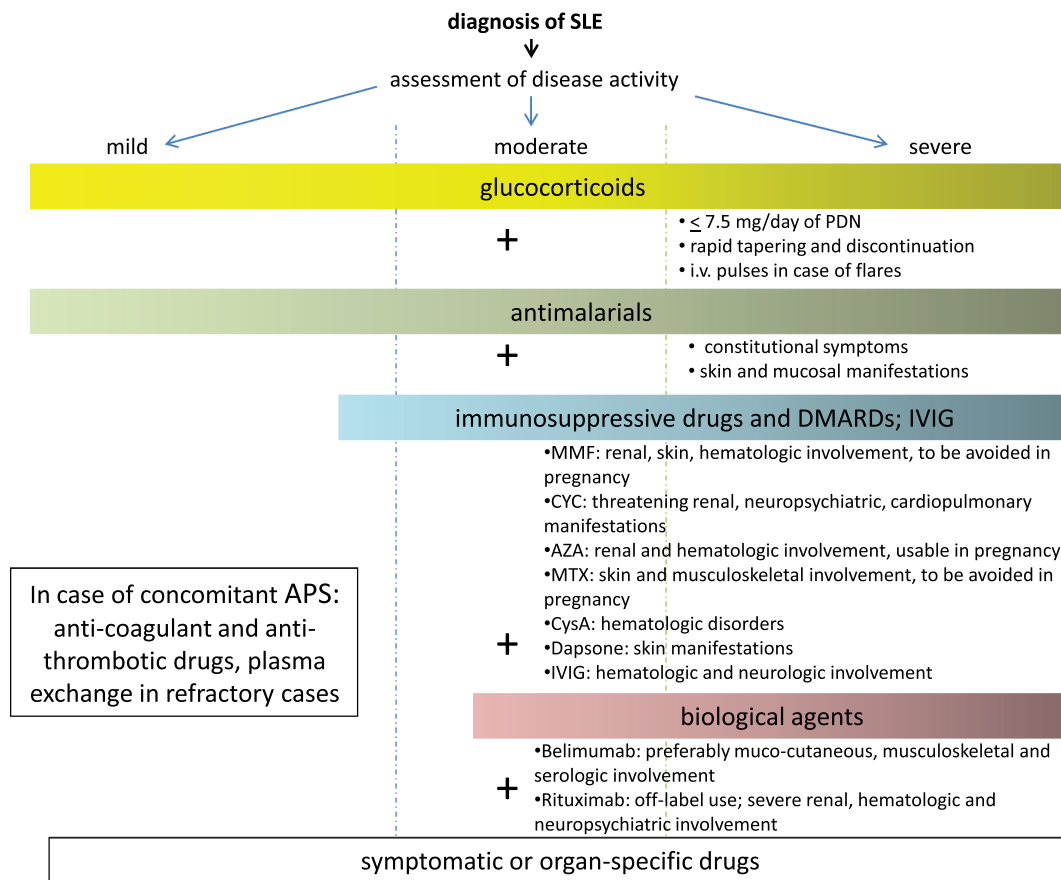 diagnosis of SLE
assessment of disease activity
mild
moderate
severe
glucocorticoids
• ≤ 7.5 mg/day of PDN
+
• rapid tapering and discontinuation
• i.v. pulses in case of flares
antimalarials
+
• constitutional symptoms
• skin and mucosal manifestations
immunosuppressive drugs and DMARDs; IVIG
•MMF: renal, skin, hematologic involvement, to be avoided in
pregnancy
•CYC: threatening renal, neuropsychiatric, cardiopulmonary
manifestations
•AZA: renal and hematologic involvement, usable in pregnancy
•MTX: skin and musculoskeletal involvement, to be avoided in
pregnancy
•CysA: hematologic disorders
+
•Dapsone: skin manifestations
•IVIG: hematologic and neurologic involvement
In case of concomitant APS:
anti-coagulant and anti-
thrombotic drugs, plasma
exchange in refractory cases
biological agents
•Belimumab: preferably muco-cutaneous, musculoskeletal and
serologic involvement
+
•Rituximab: off-label use; severe renal, hematologic and
neuropsychiatric involvement
symptomatic or organ-specific drugs